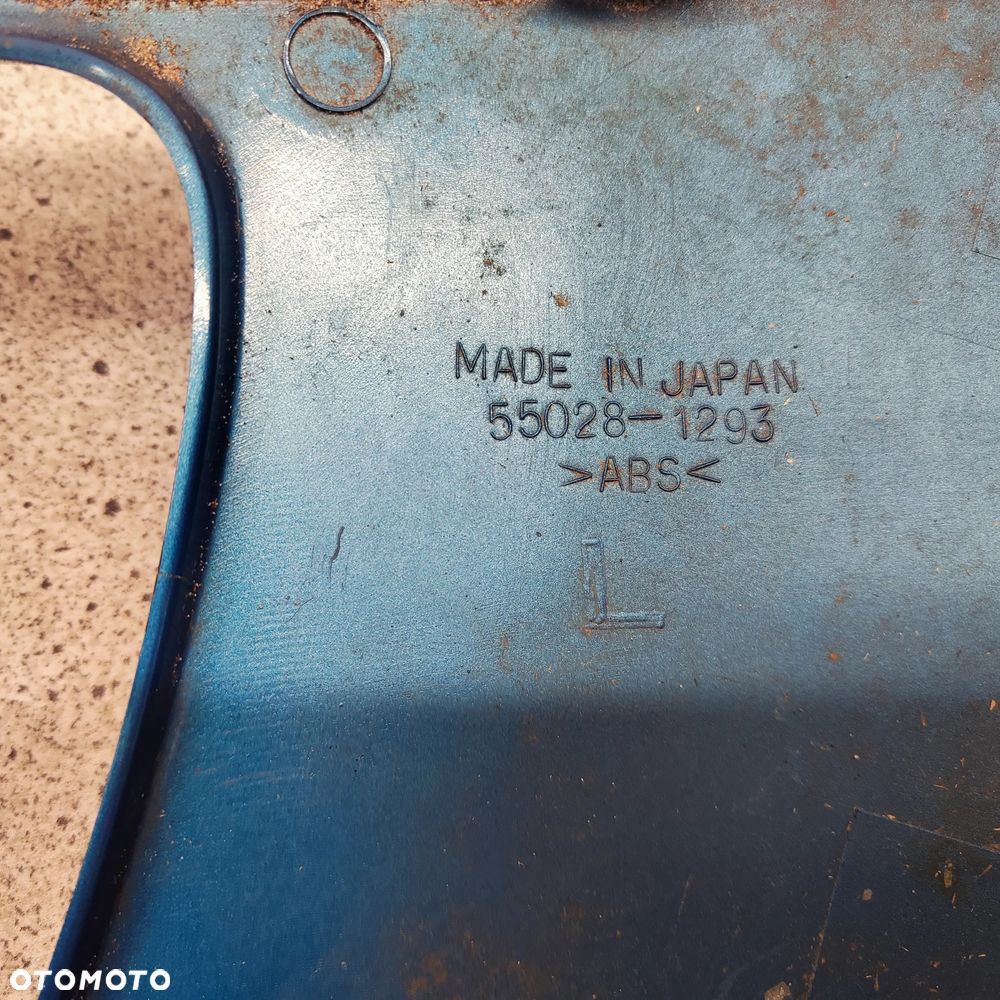 MADE IN JAPAN
55028-1293
>ABS<
L
OTOMOTO